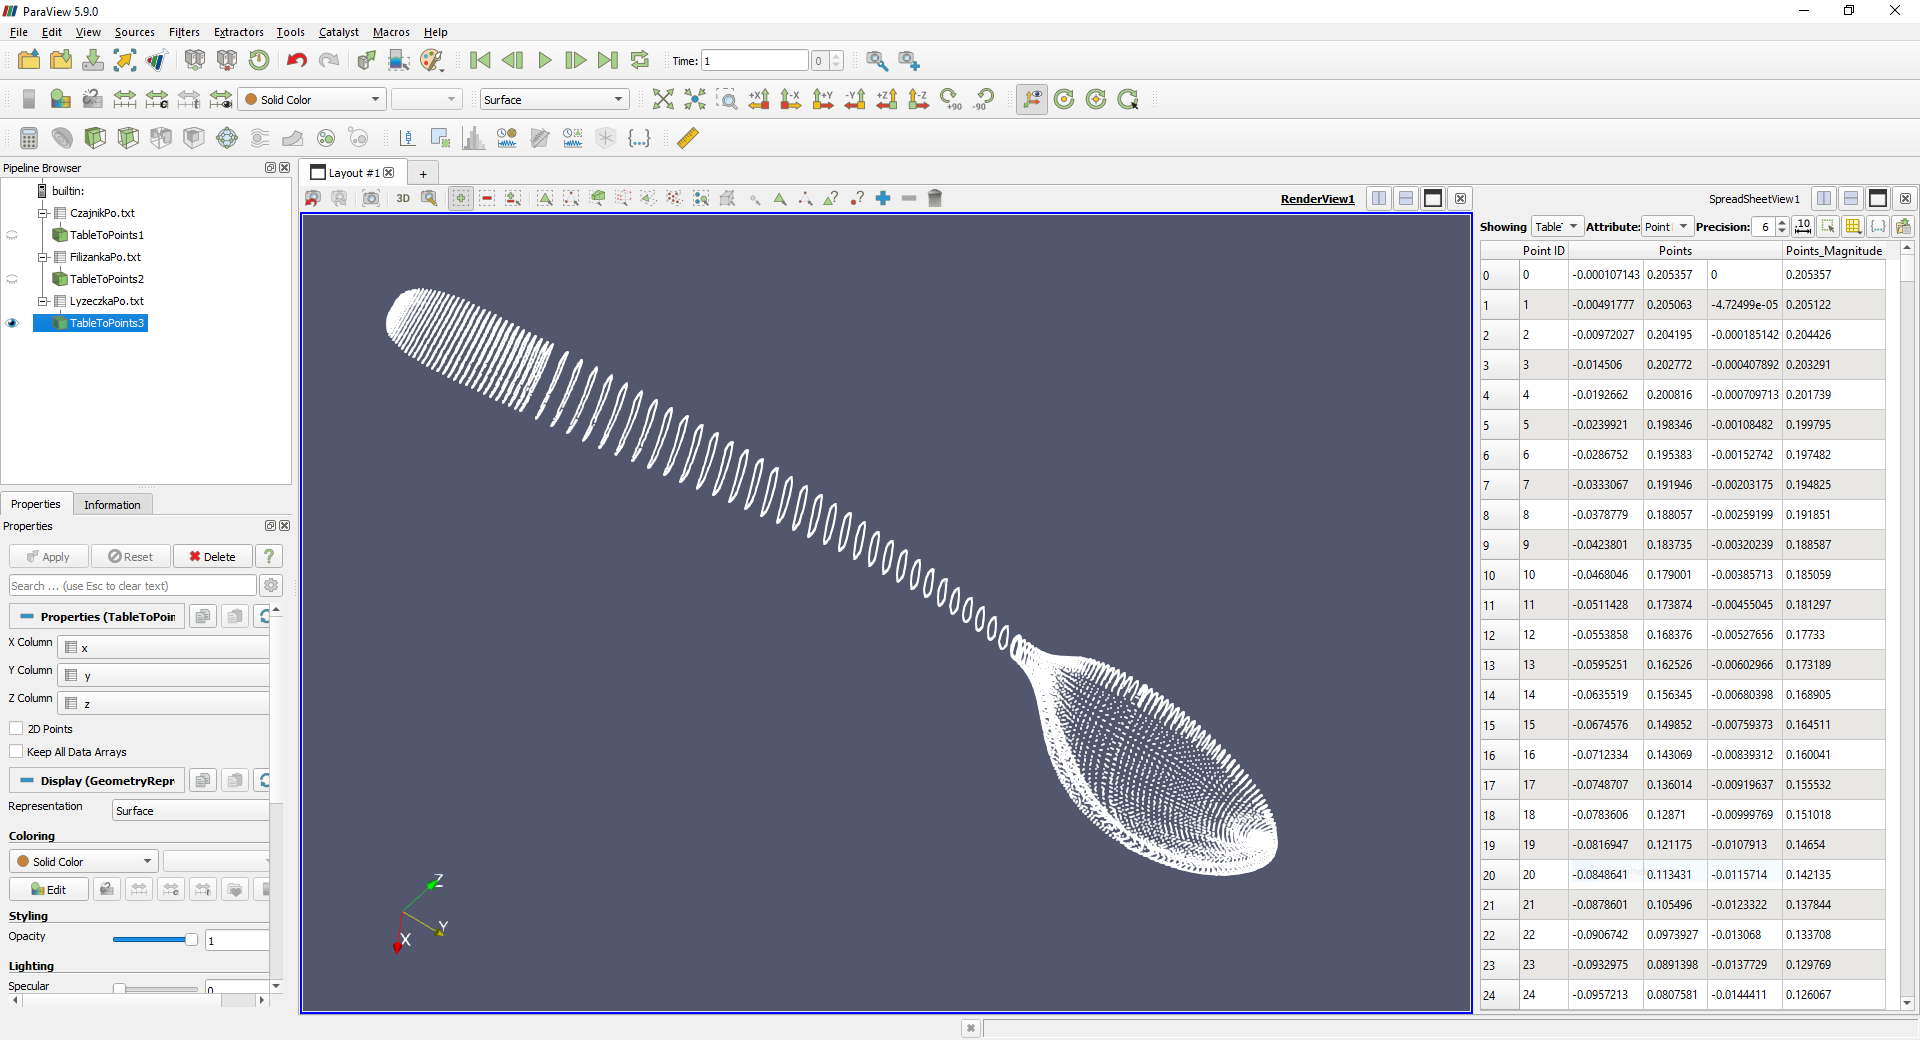 ParaView 5.9.0
File Edit View Sources Filters Extractors Tools Catalyst Macros Help
Time: 1 0
Solid Color Surface +X -X +Y -Y +Z -Z +90 -90
Pipeline Browser
builtin:
CzajnikPo.txt
TableToPoints1
FilizankaPo.txt
TableToPoints2
LyzeczkaPo.txt
TableToPoints3
Properties Information
Properties
Apply Reset Delete ?
Search ... (use Esc to clear text)
Properties (TableToPoin
X Column x
Y Column y
Z Column z
2D Points
Keep All Data Arrays
Display (GeometryRepr
Representation Surface
Coloring
Solid Color
Edit
Styling
Opacity 1
Lighting
Specular 0
Layout #1 +
3D RenderView1
Z
Y
X
SpreadSheetView1
Showing Table Attribute: Point Precision: 6 .10 {...}
Point ID Points Points_Magnitude
0 0 -0.000107143 0.205357 0 0.205357
1 1 -0.00491777 0.205063 -4.72499e-05 0.205122
2 2 -0.00972027 0.204195 -0.000185142 0.204426
3 3 -0.014506 0.202772 -0.000407892 0.203291
4 4 -0.0192662 0.200816 -0.000709713 0.201739
5 5 -0.0239921 0.198346 -0.00108482 0.199795
6 6 -0.0286752 0.195383 -0.00152742 0.197482
7 7 -0.0333067 0.191946 -0.00203175 0.194825
8 8 -0.0378779 0.188057 -0.00259199 0.191851
9 9 -0.0423801 0.183735 -0.00320239 0.188587
10 10 -0.0468046 0.179001 -0.00385713 0.185059
11 11 -0.0511428 0.173874 -0.00455045 0.181297
12 12 -0.0553858 0.168376 -0.00527656 0.17733
13 13 -0.0595251 0.162526 -0.00602966 0.173189
14 14 -0.0635519 0.156345 -0.00680398 0.168905
15 15 -0.0674576 0.149852 -0.00759373 0.164511
16 16 -0.0712334 0.143069 -0.00839312 0.160041
17 17 -0.0748707 0.136014 -0.00919637 0.155532
18 18 -0.0783606 0.12871 -0.00999769 0.151018
19 19 -0.0816947 0.121175 -0.0107913 0.14654
20 20 -0.0848641 0.113431 -0.0115714 0.142135
21 21 -0.0878601 0.105496 -0.0123322 0.137844
22 22 -0.0906742 0.0973927 -0.013068 0.133708
23 23 -0.0932975 0.0891398 -0.0137729 0.129769
24 24 -0.0957213 0.0807581 -0.0144411 0.126067